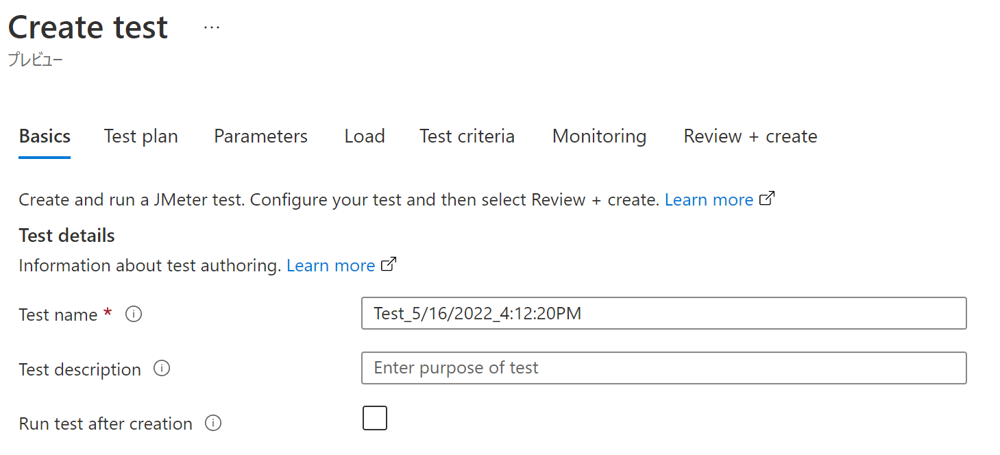 Create test ...
プレビュー
Basics Test plan Parameters Load Test criteria Monitoring Review + create
Create and run a JMeter test. Configure your test and then select Review + create. Learn more
Test details
Information about test authoring. Learn more
Test name * Test_5/16/2022_4:12:20PM
Test description Enter purpose of test
Run test after creation